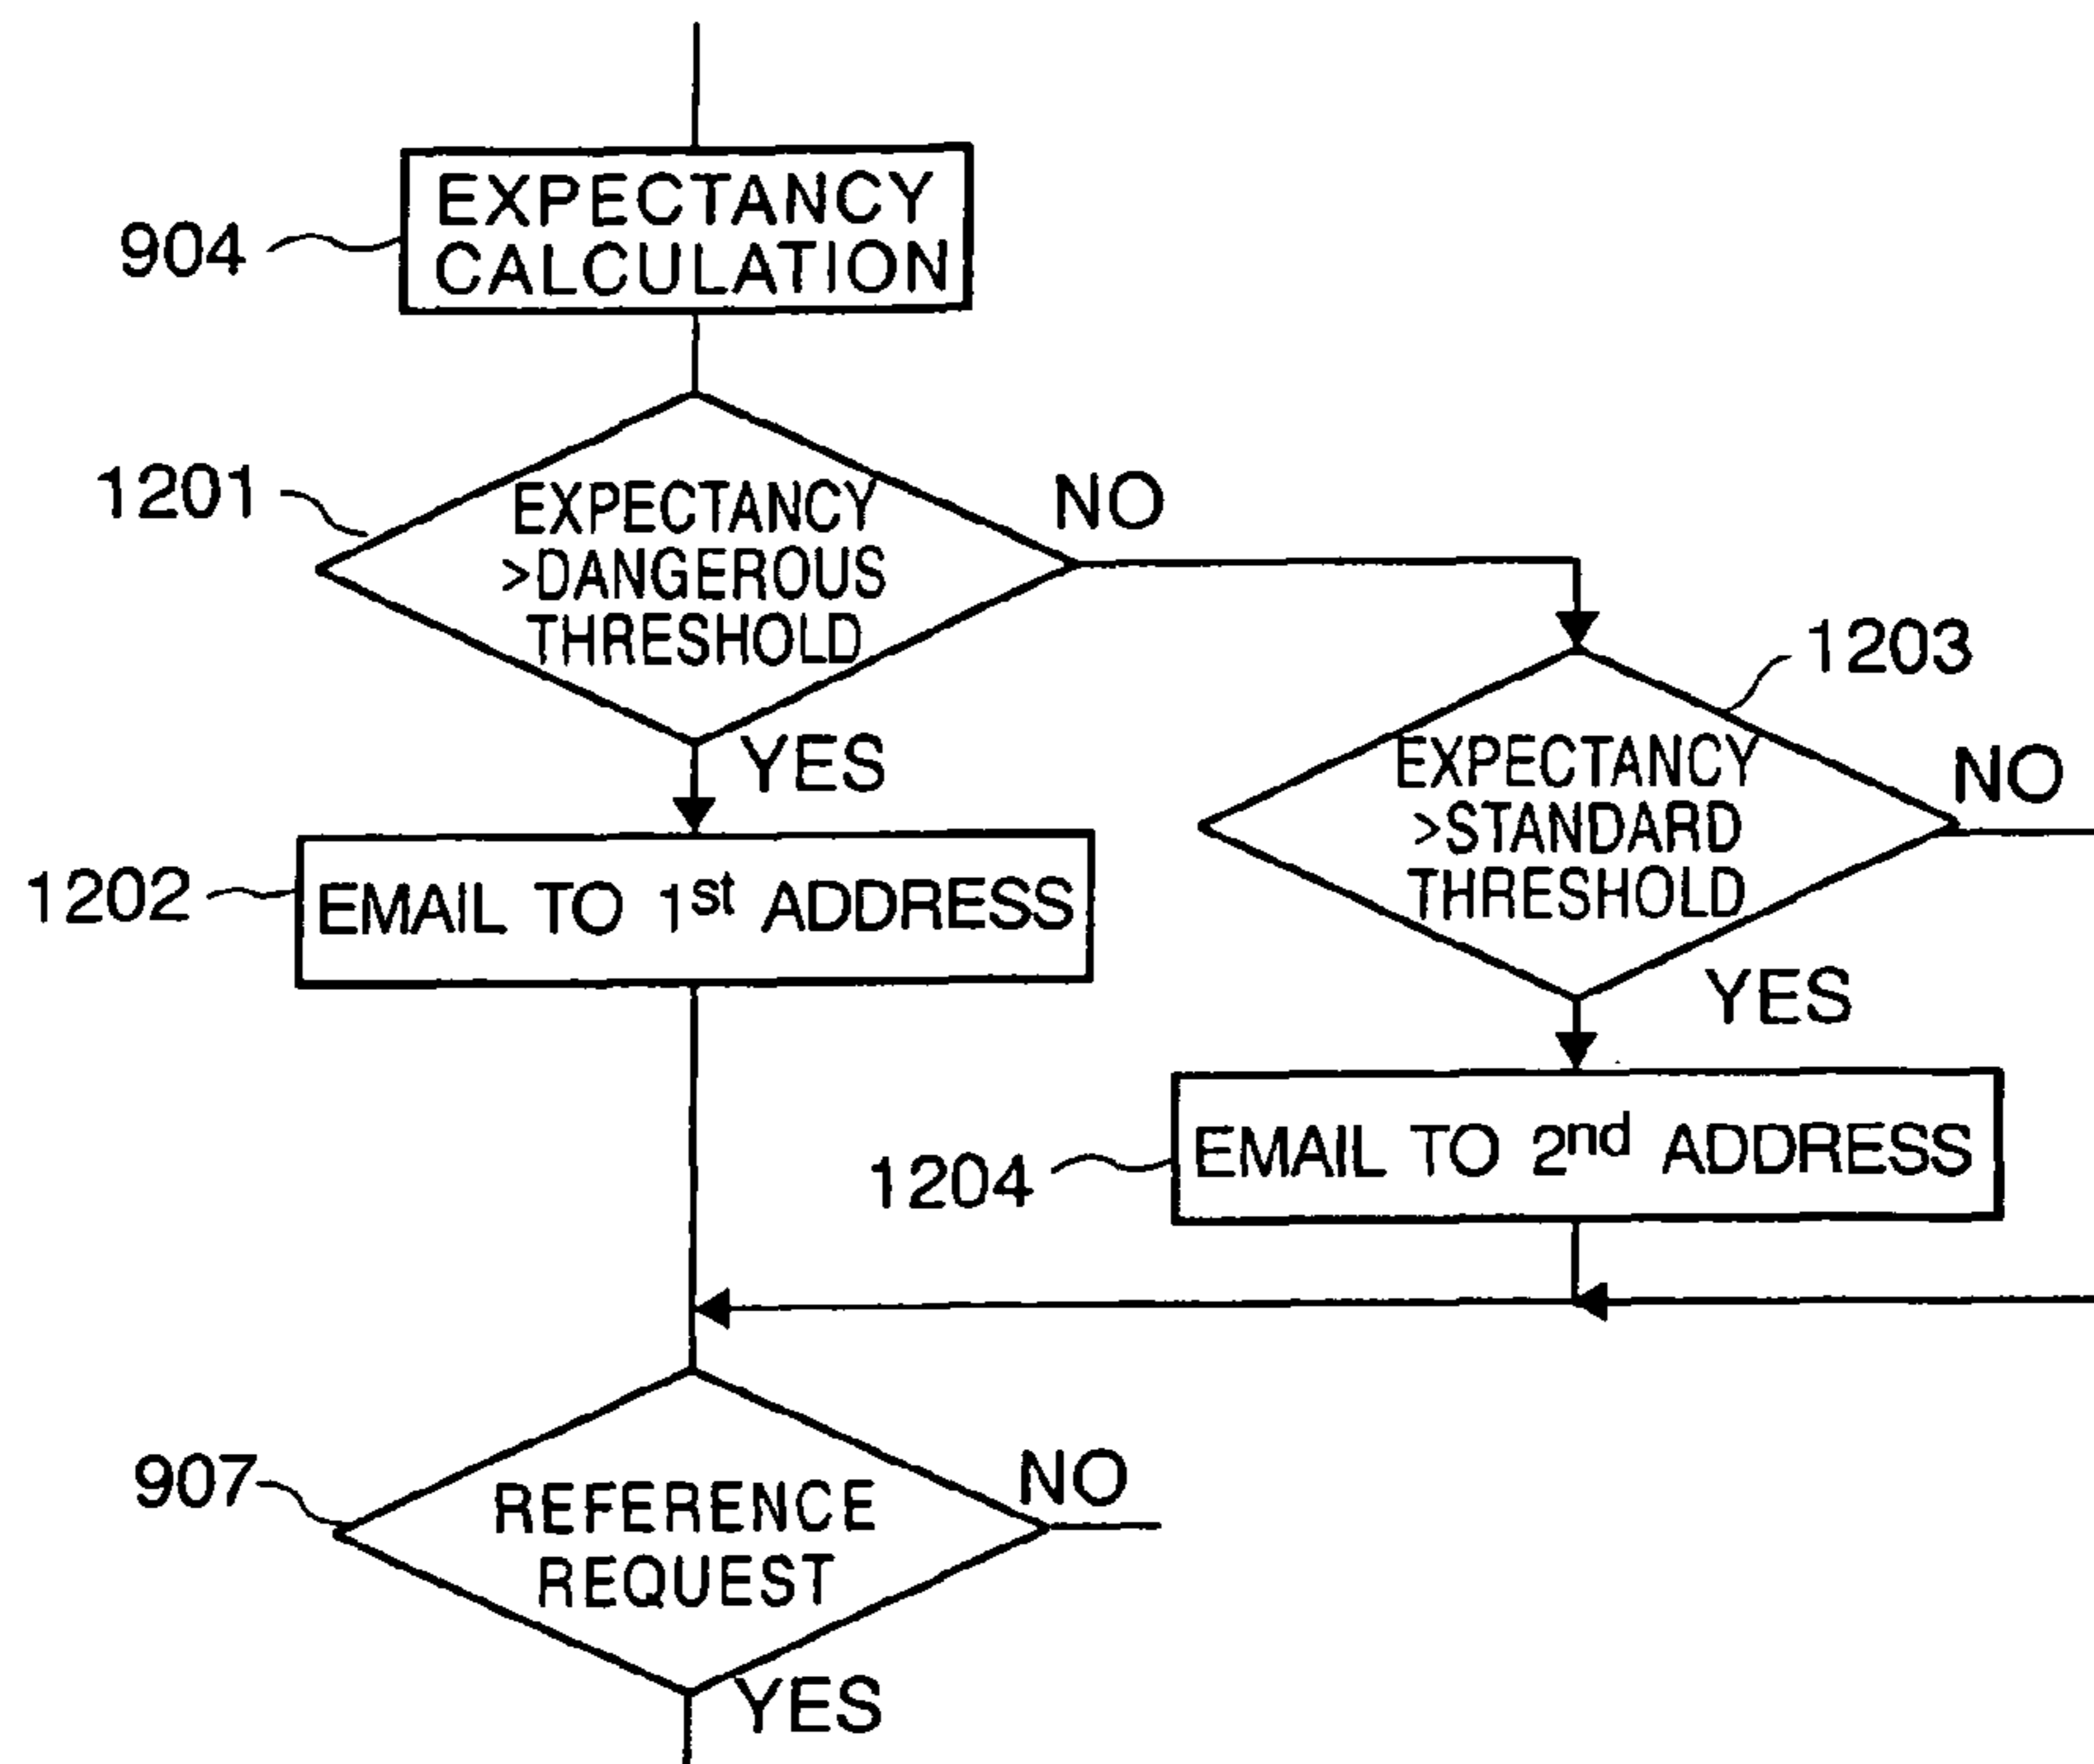 EXPECTANCY
CALCULATION
904
1201
EXPECTANCY
>DANGEROUS
THRESHOLD
NO
YES
1203
EXPECTANCY
>STANDARD
THRESHOLD
NO
YES
1202
EMAIL TO 1st ADDRESS
1204
EMAIL TO 2nd ADDRESS
907
REFERENCE
REQUEST
NO
YES